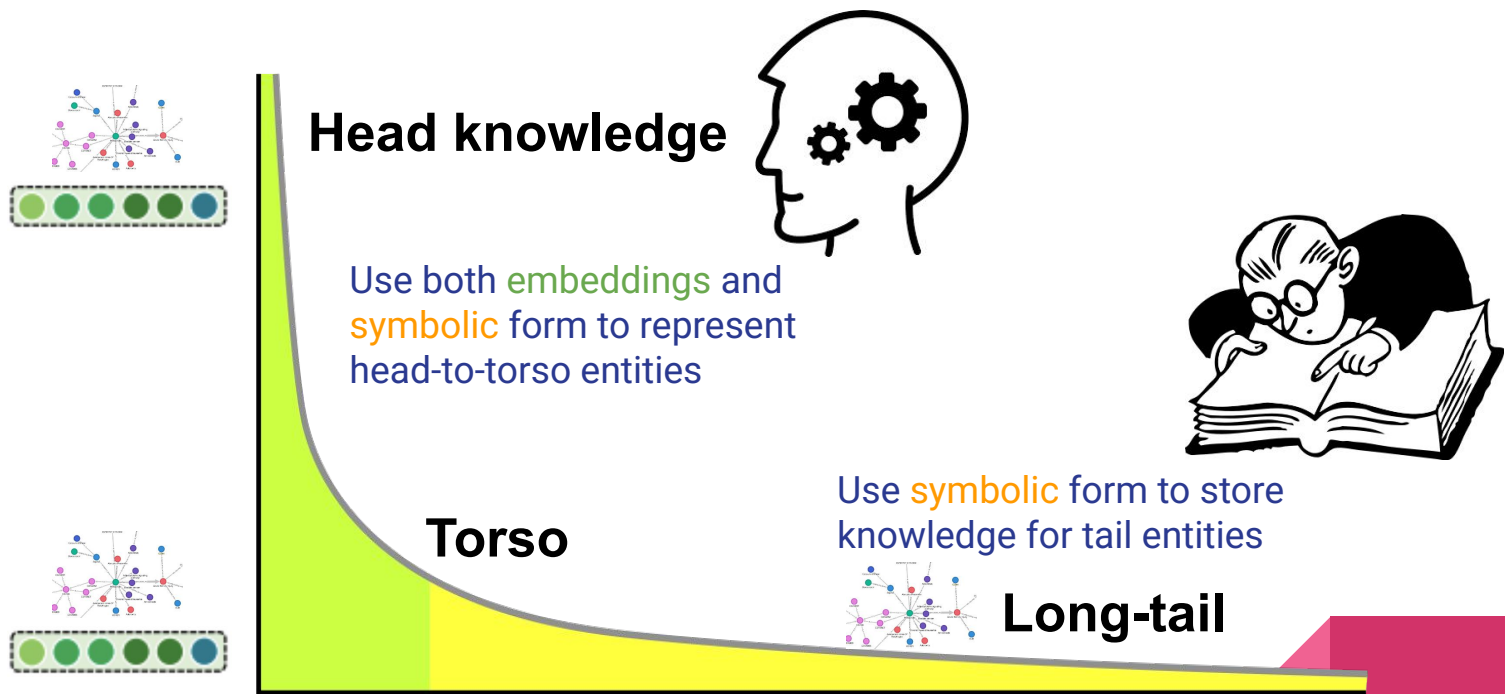 Head knowledge
Use both embeddings and
symbolic form to represent
head-to-torso entities
Torso
Use symbolic form to store
knowledge for tail entities
Long-tail